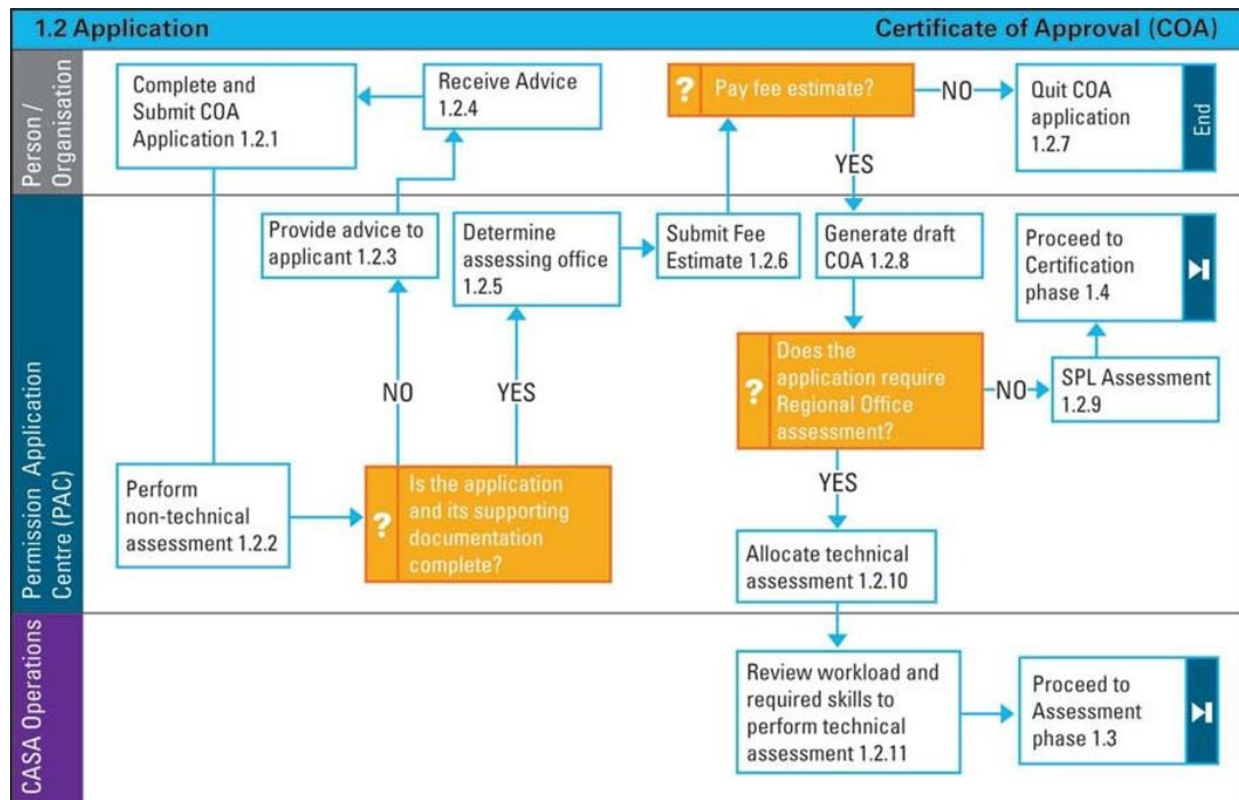 1.2 Application
Certificate of Approval (COA)
Person /
Organisation
Complete and
Submit COA
Application 1.2.1
Receive Advice
1.2.4
? Pay fee estimate?
NO
Quit COA
application
1.2.7
End
YES
Permission Application
Centre (PAC)
Provide advice to
applicant 1.2.3
Determine
assessing office
1.2.5
Submit Fee
Estimate 1.2.6
Generate draft
COA 1.2.8
Proceed to
Certification
phase 1.4
NO
YES
? Does the
application require
Regional Office
assessment?
NO
SPL Assessment
1.2.9
Perform
non-technical
assessment 1.2.2
? Is the application
and its supporting
documentation
complete?
YES
Allocate technical
assessment 1.2.10
CASA Operations
Review workload and
required skills to
perform technical
assessment 1.2.11
Proceed to
Assessment
phase 1.3